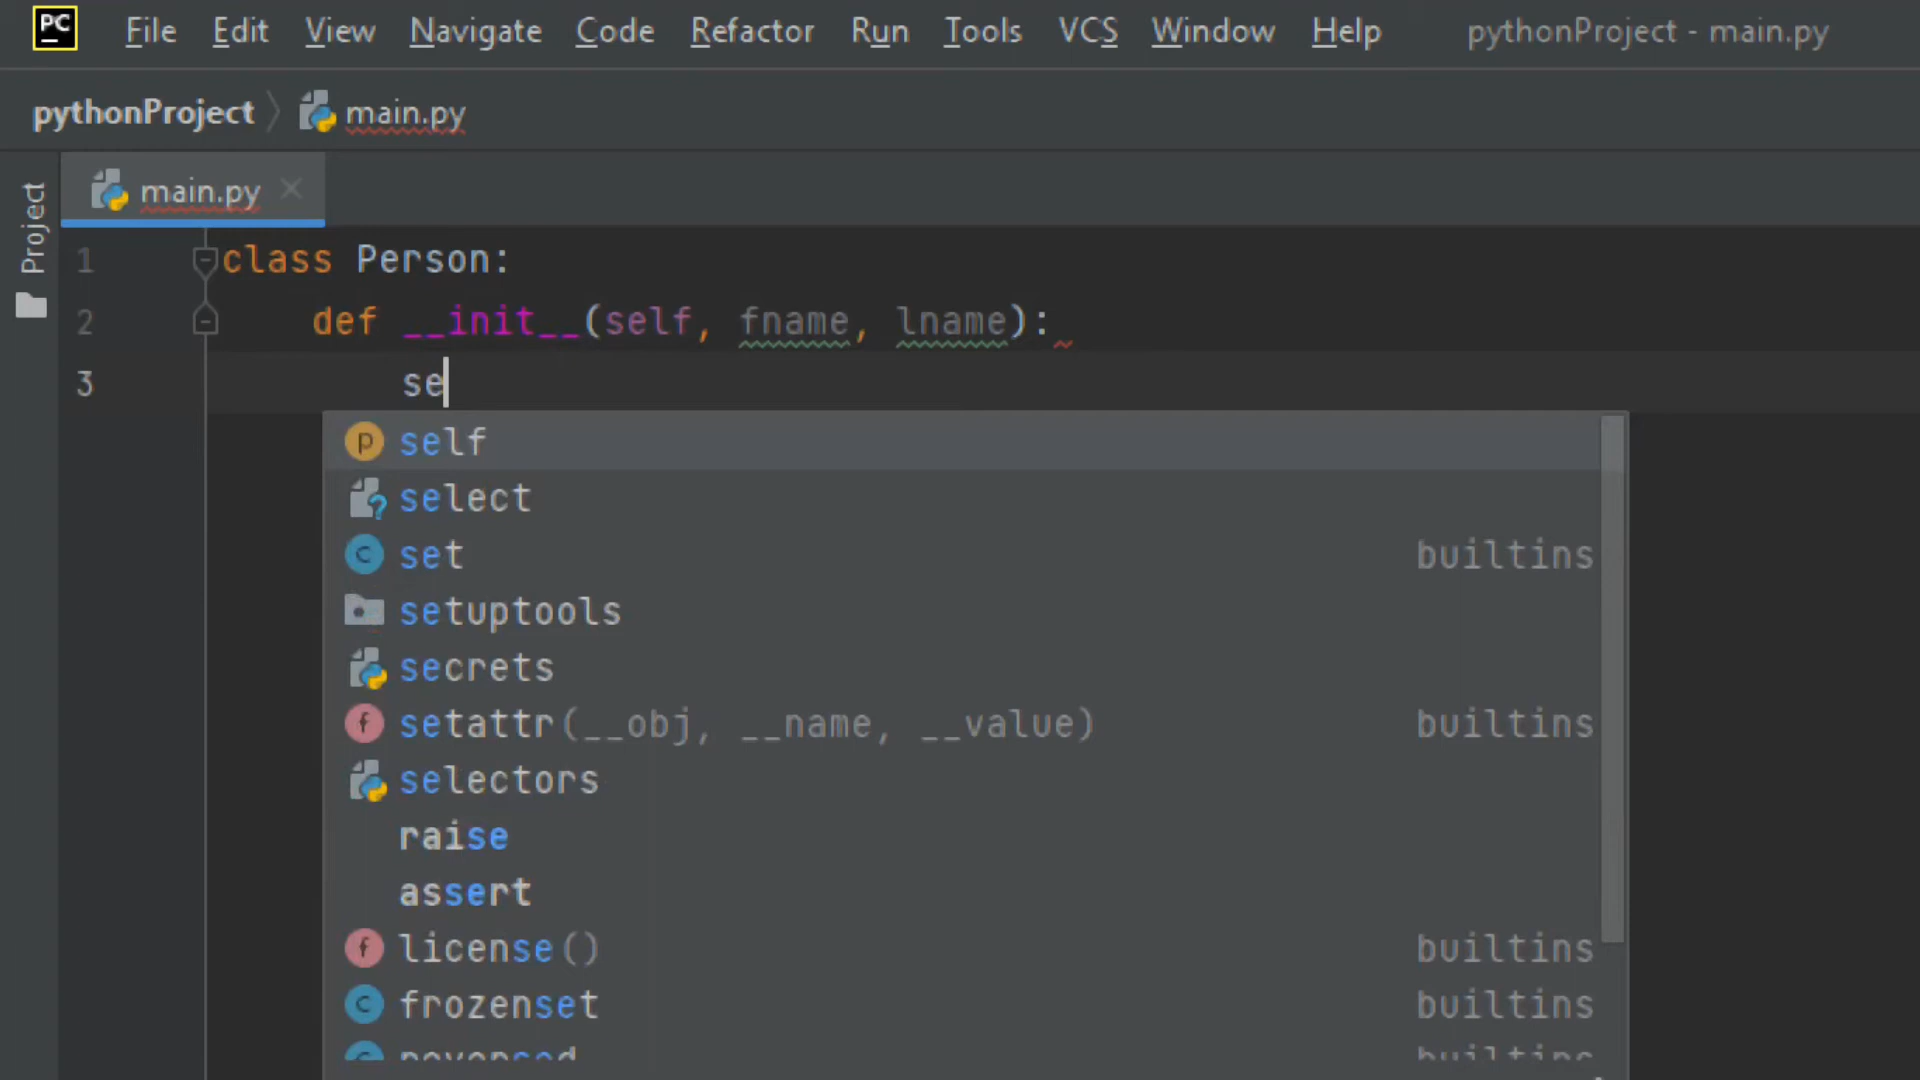 PC File Edit View Navigate Code Refactor Run Tools VCS Window Help pythonProject - main.py
pythonProject main.py
Project
main.py
1 class Person:
2 def __init__(self, fname, lname):
3 se
p self
select
c set builtins
setuptools
secrets
f setattr(__obj, __name, __value) builtins
selectors
raise
assert
f license() builtins
c frozenset builtins